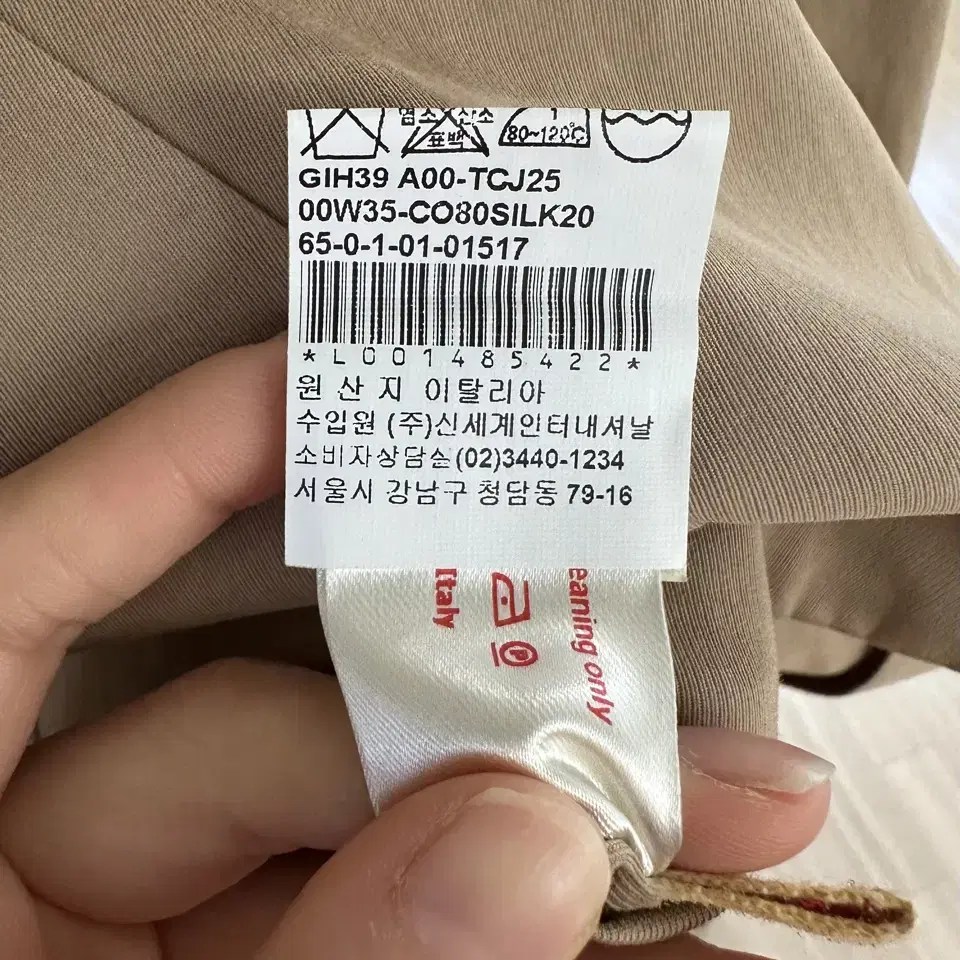 염소산소
표백
1
80~120℃
GIH39 A00-TCJ25
00W35-CO80SILK20
65-0-1-01-01517
*L001485422*
원 산 지 이탈리아
수입원 (주)신세계인터내셔날
소비자상담실(02)3440-1234
서울시 강남구 청담동 79-16
eaning only
P
Italy